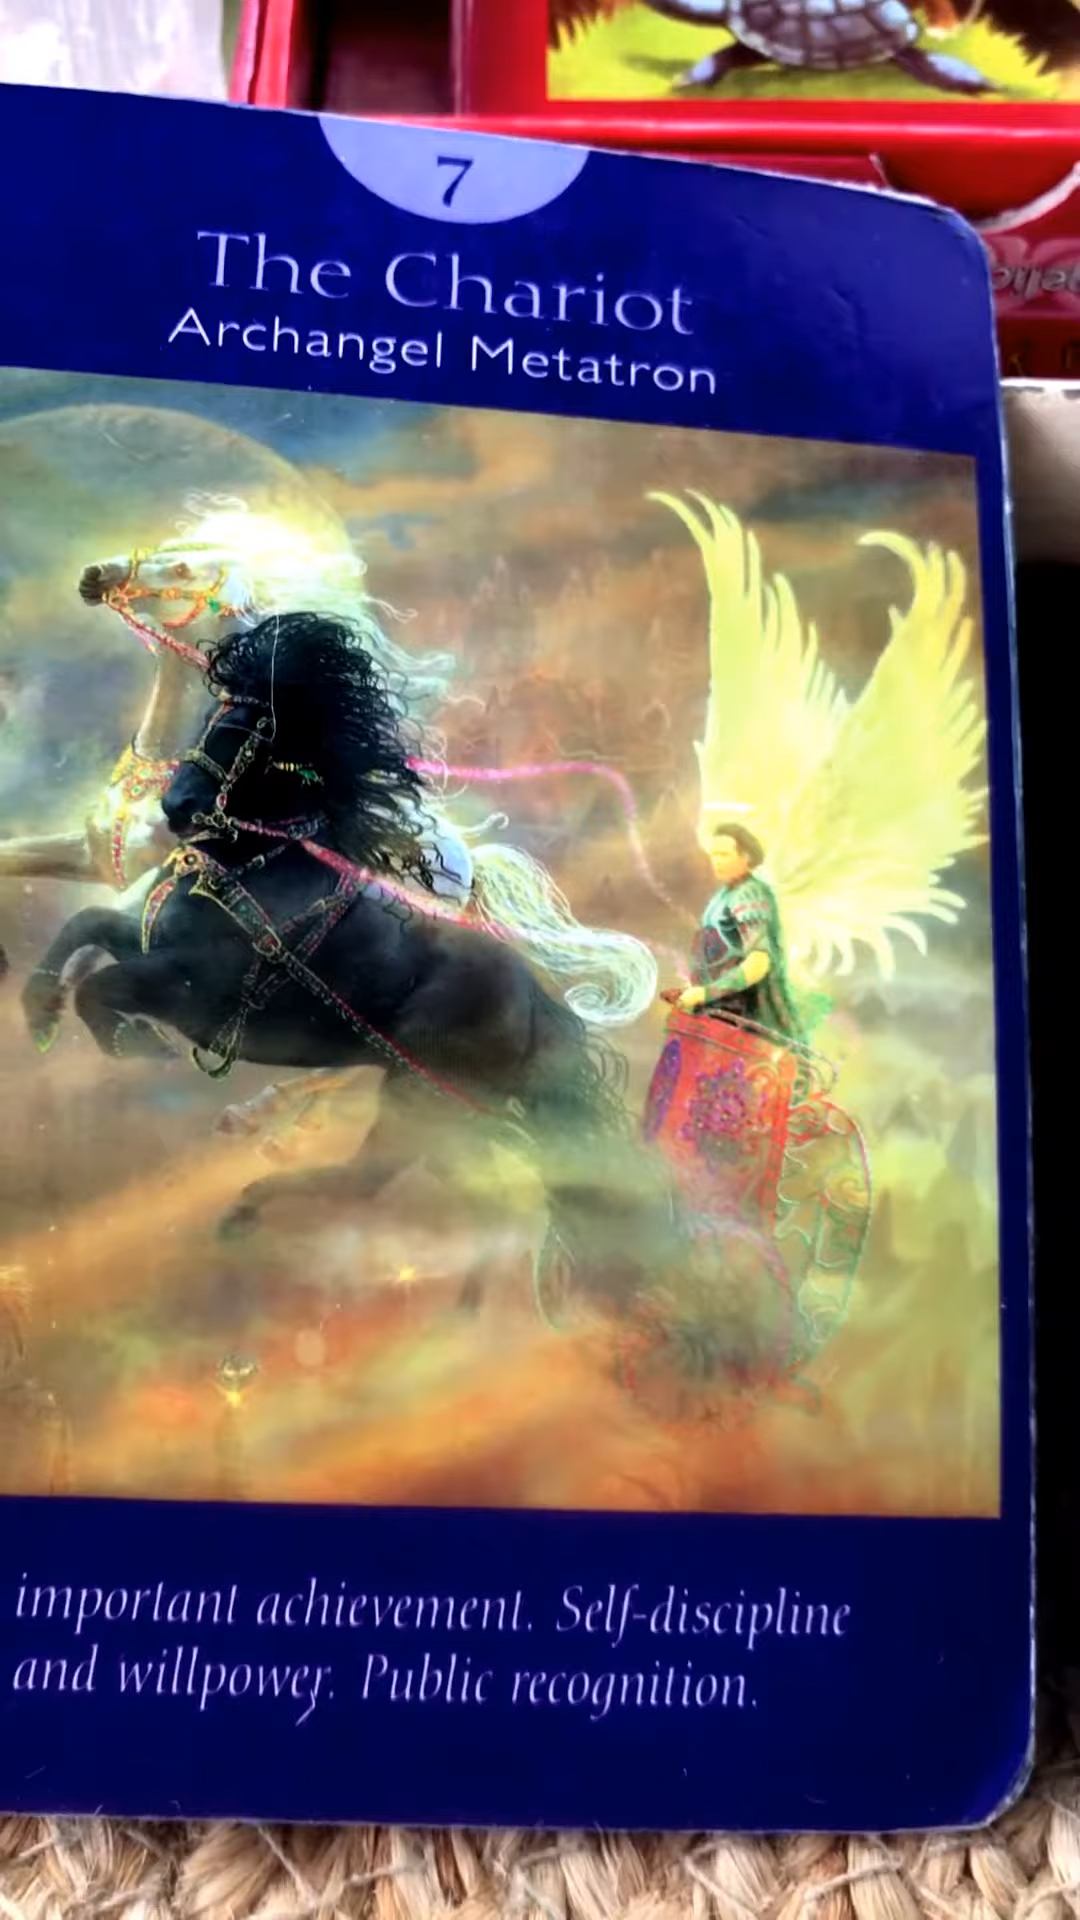 7
The Chariot
Archangel Metatron
important achievement. Self-discipline
and willpower. Public recognition.